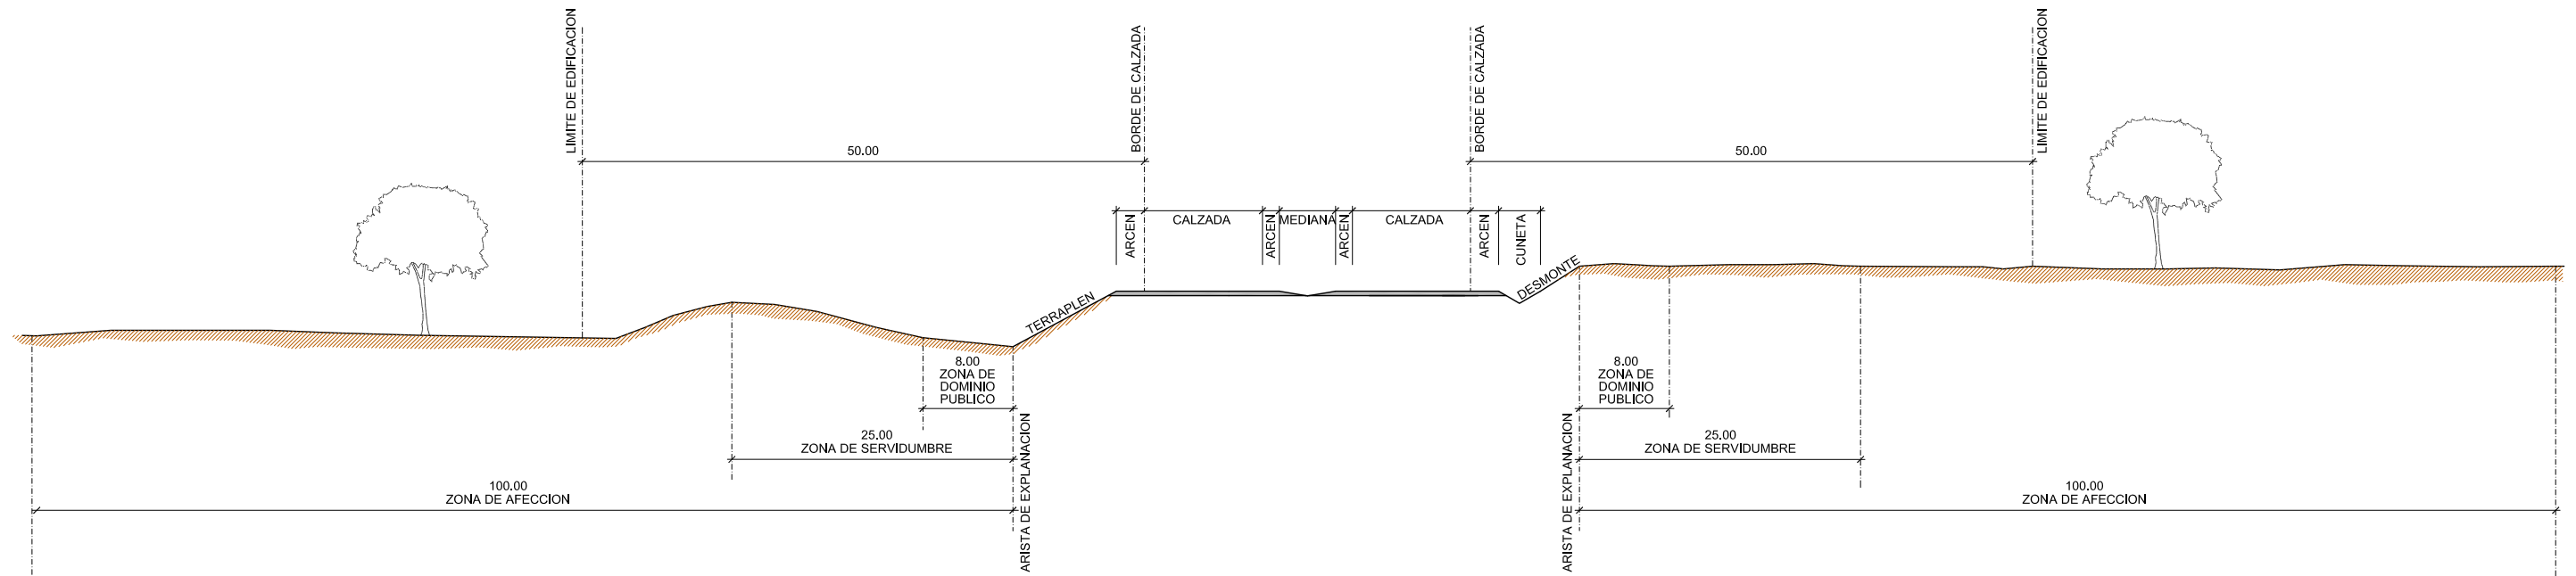 LIMITE DE EDIFICACION
BORDE DE CALZADA
BORDE DE CALZADA
LIMITE DE EDIFICACION
50.00
50.00
ARCEN
CALZADA
ARCEN
MEDIANA
ARCEN
CALZADA
ARCEN
CUNETA
TERRAPLEN
DESMONTE
8.00
ZONA DE
DOMINIO
PUBLICO
8.00
ZONA DE
DOMINIO
PUBLICO
25.00
ZONA DE SERVIDUMBRE
25.00
ZONA DE SERVIDUMBRE
100.00
ZONA DE AFECCION
ARISTA DE EXPLANACION
ARISTA DE EXPLANACION
100.00
ZONA DE AFECCION